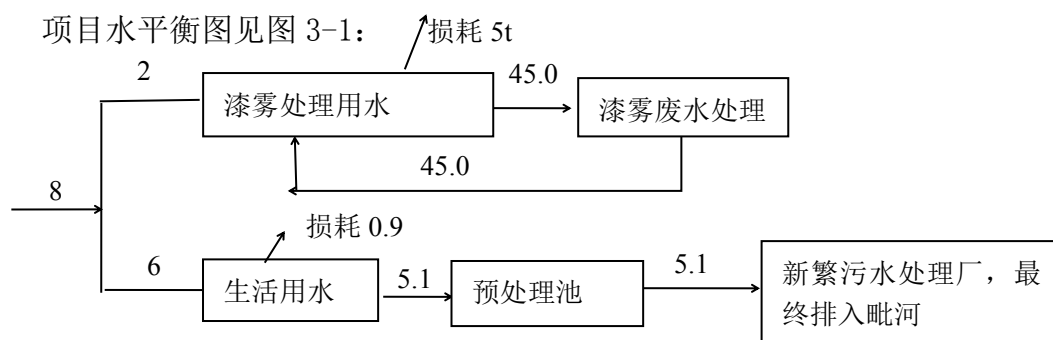 项目水平衡图见图 3-1：
损耗 5t
2
45.0
漆雾处理用水
漆雾废水处理
45.0
8
损耗 0.9
6
5.1
5.1
生活用水
预处理池
新繁污水处理厂，最
终排入毗河